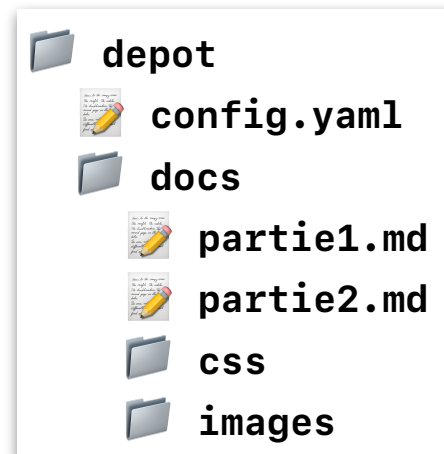 depot
config.yaml
docs
partie1.md
partie2.md
css
images